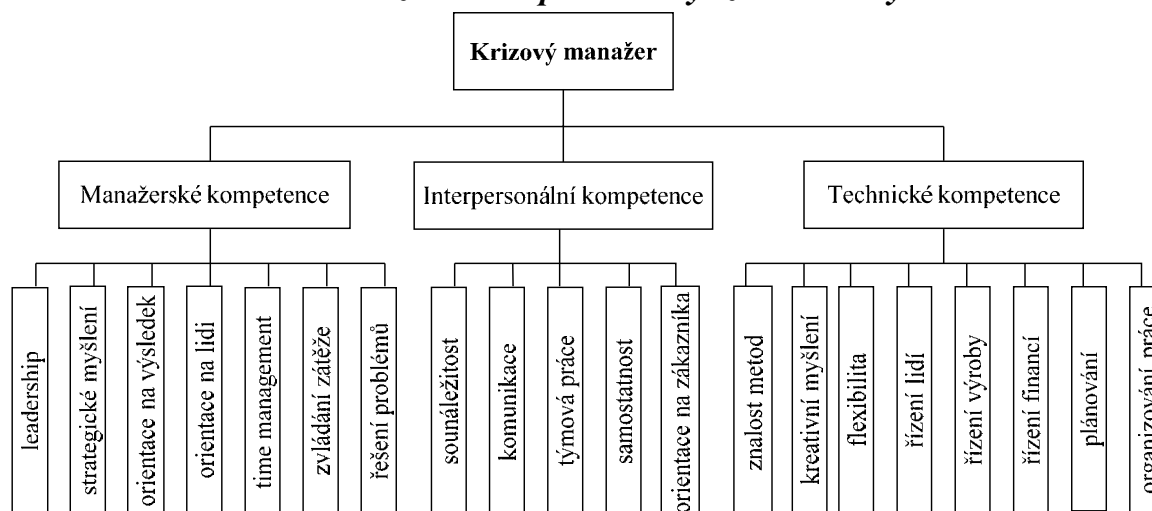 Krizový manažer
Manažerské kompetence
Interpersonální kompetence
Technické kompetence
leadership
strategické myšlení
orientace na výsledek
orientace na lidi
time management
zvládání zátěže
řešení problémů
sounáležitost
komunikace
týmová práce
samostatnost
orientace na zákazníka
znalost metod
kreativní myšlení
flexibilita
řízení lidí
řízení výroby
řízení financí
plánování
organizování práce